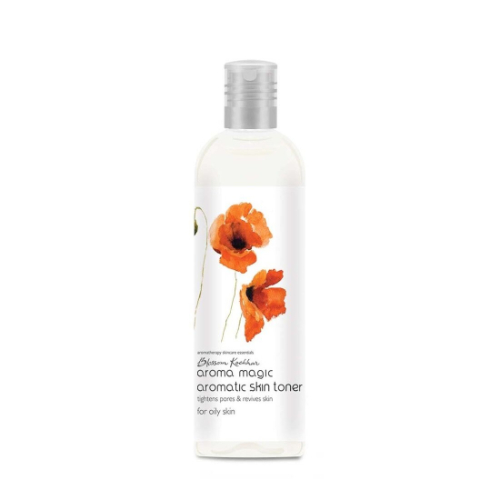 aromatherapy skincare essentials
Blossom Kochhar
aroma magic
aromatic skin toner
tightens pores & revives skin
for oily skin